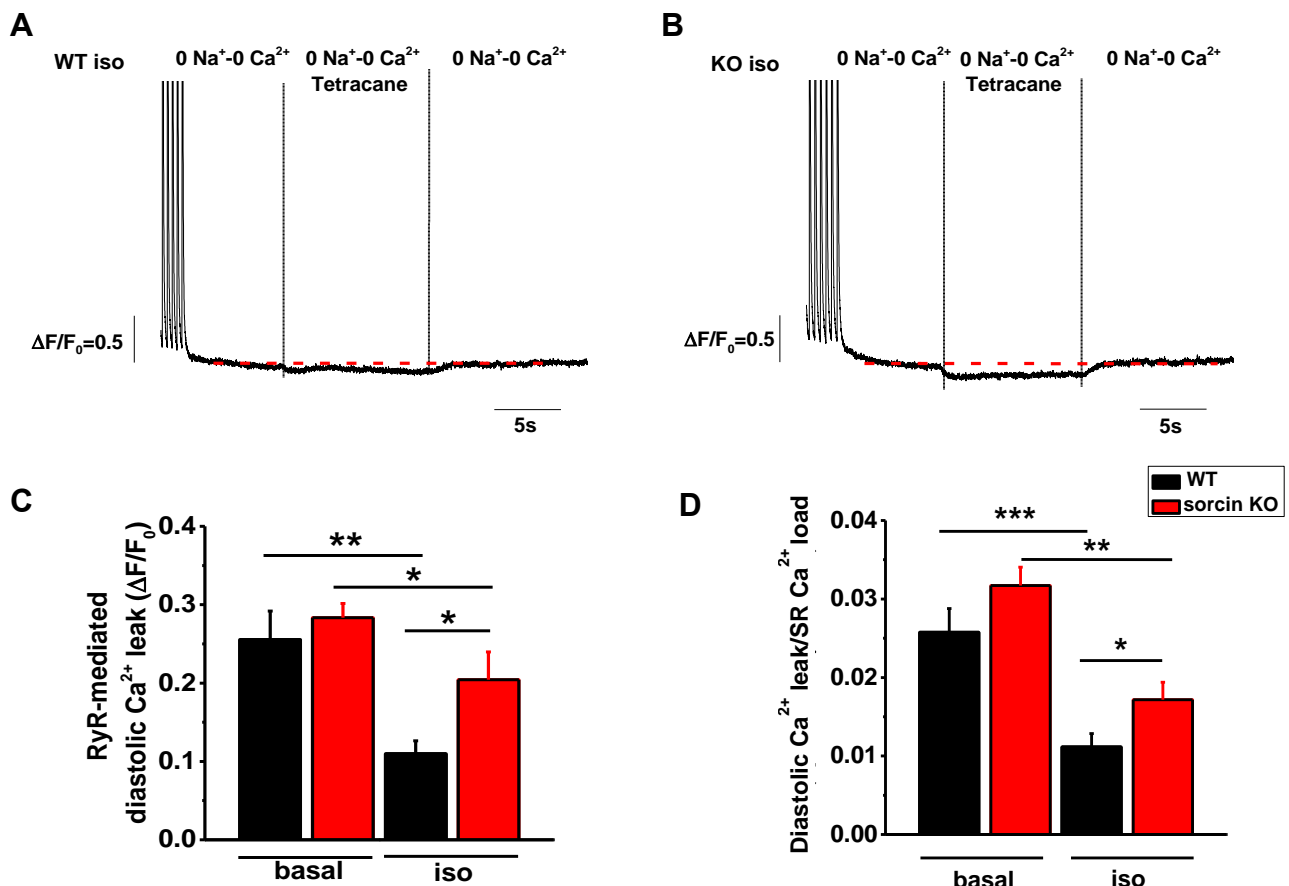 A
WT iso
0 Na⁺-0 Ca²⁺
0 Na⁺-0 Ca²⁺
Tetracane
0 Na⁺-0 Ca²⁺
ΔF/F₀=0.5
5s
B
KO iso
0 Na⁺-0 Ca²⁺
0 Na⁺-0 Ca²⁺
Tetracane
0 Na⁺-0 Ca²⁺
ΔF/F₀=0.5
5s
C
RyR-mediated
diastolic Ca²⁺ leak (ΔF/F₀)
0.4
0.3
0.2
0.1
0.0
**
*
*
basal
iso
WT
sorcin KO
D
Diastolic Ca²⁺ leak/SR Ca²⁺ load
0.04
0.03
0.02
0.01
0.00
***
**
*
basal
iso